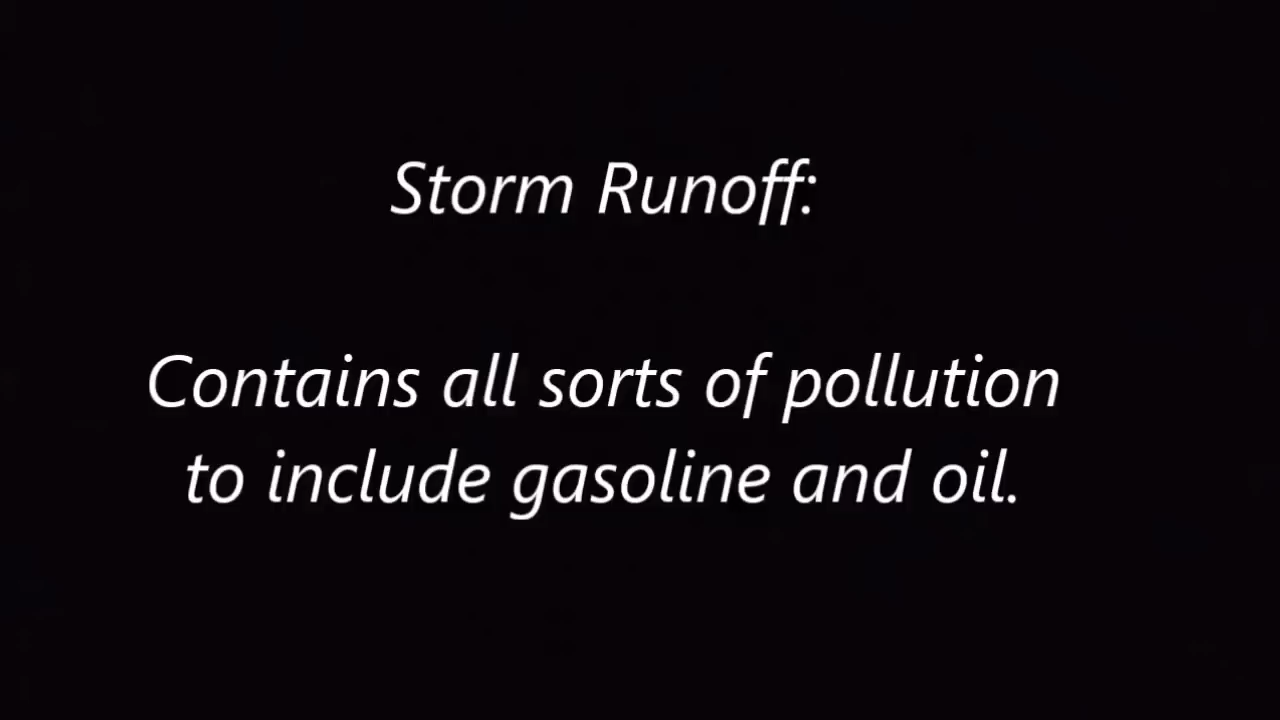 Storm Runoff:
Contains all sorts of pollution
to include gasoline and oil.